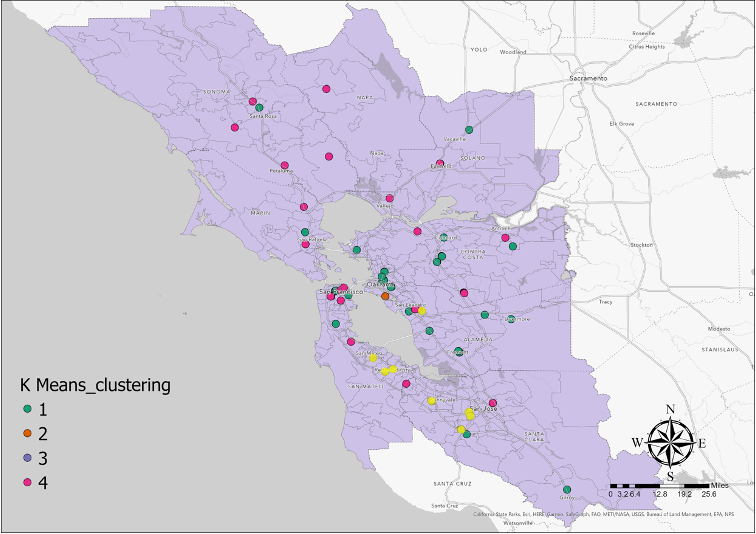 Roseville
YOLO
Woodland
Citrus Heights
Sacramento
SONOMA
NAPA
SACRAMENTO
Santa Rosa
Elk Grove
Vacaville
Napa
SOLANO
Fairfield
Petaluma
Vallejo
MARIN
San Rafael
Antioch
Concord
CONTRA
COSTA
Stockton
San Francisco
Oakland
San Leandro
Tracy
Livermore
Modesto
ALAMEDA
STANISLAUS
San Mateo
K Means_clustering
SAN MATEO
Sunnyvale
San Jose
N
1
2
W
E
SANTA
CLARA
3
S
4
SANTA CRUZ
Miles
0 3.2 6.4 12.8 19.2 25.6
Gilroy
Santa Cruz
California State Parks, Esri, HERE, Garmin, SafeGraph, FAO, METI/NASA, USGS, Bureau of Land Management, EPA, NPS
Watsonville